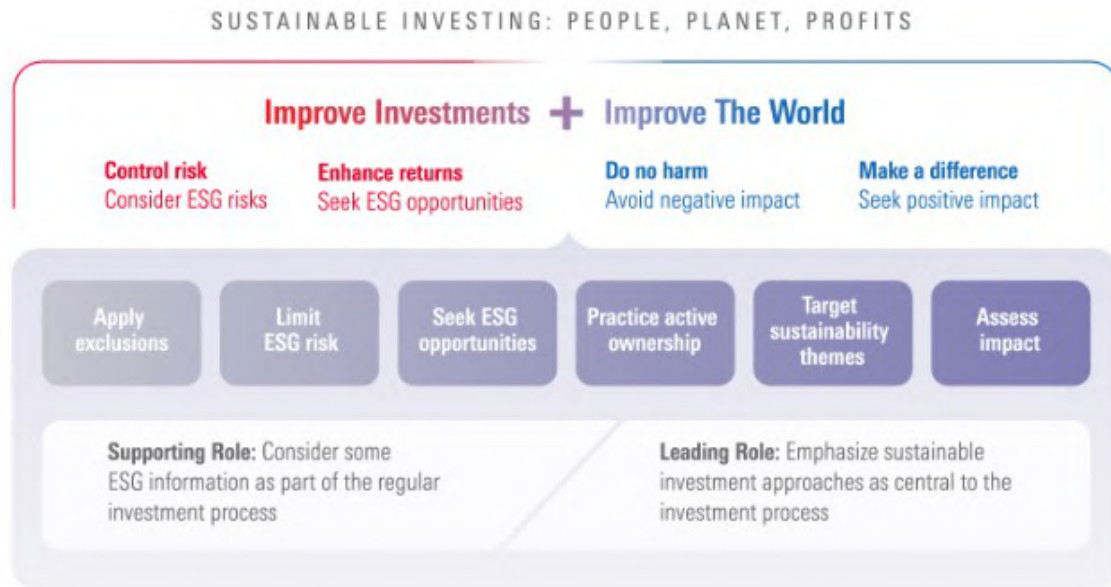 SUSTAINABLE INVESTING: PEOPLE, PLANET, PROFITS
Improve Investments + Improve The World
Control risk
Consider ESG risks
Enhance returns
Seek ESG opportunities
Do no harm
Avoid negative impact
Make a difference
Seek positive impact
Apply
exclusions
Limit
ESG risk
Seek ESG
opportunities
Practice active
ownership
Target
sustainability
themes
Assess
impact
Supporting Role: Consider some
ESG information as part of the regular
investment process
Leading Role: Emphasize sustainable
investment approaches as central to the
investment process